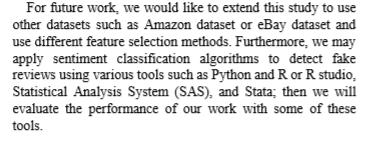 For future work, we would like to extend this study to use
other datasets such as Amazon dataset or eBay dataset and
use different feature selection methods. Furthermore, we may
apply sentiment classification algorithms to detect fake
reviews using various tools such as Python and R or R studio,
Statistical Analysis System (SAS), and Stata; then we will
evaluate the performance of our work with some of these
tools.